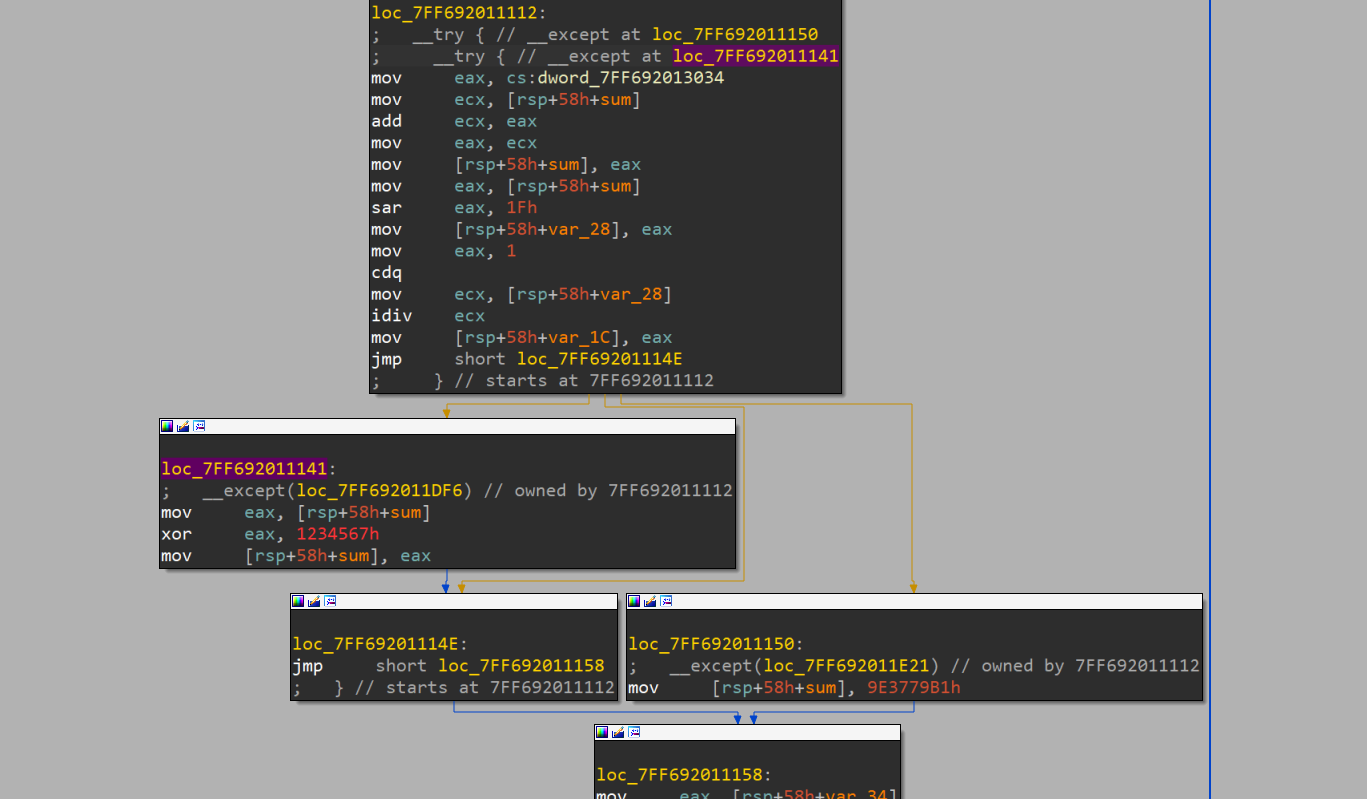 loc_7FF692011112:
;   __try { // __except at loc_7FF692011150
;     __try { // __except at loc_7FF692011141
mov     eax, cs:dword_7FF692013034
mov     ecx, [rsp+58h+sum]
add     ecx, eax
mov     eax, ecx
mov     [rsp+58h+sum], eax
mov     eax, [rsp+58h+sum]
sar     eax, 1Fh
mov     [rsp+58h+var_28], eax
mov     eax, 1
cdq
mov     ecx, [rsp+58h+var_28]
idiv    ecx
mov     [rsp+58h+var_1C], eax
jmp     short loc_7FF69201114E
;     } // starts at 7FF692011112
loc_7FF692011141:
;   __except(loc_7FF692011DF6) // owned by 7FF692011112
mov     eax, [rsp+58h+sum]
xor     eax, 1234567h
mov     [rsp+58h+sum], eax
loc_7FF69201114E:
jmp     short loc_7FF692011158
;   } // starts at 7FF692011112
loc_7FF692011150:
;   __except(loc_7FF692011E21) // owned by 7FF692011112
mov     [rsp+58h+sum], 9E3779B1h
loc_7FF692011158:
mov     eax, [rsp+58h+var_34]